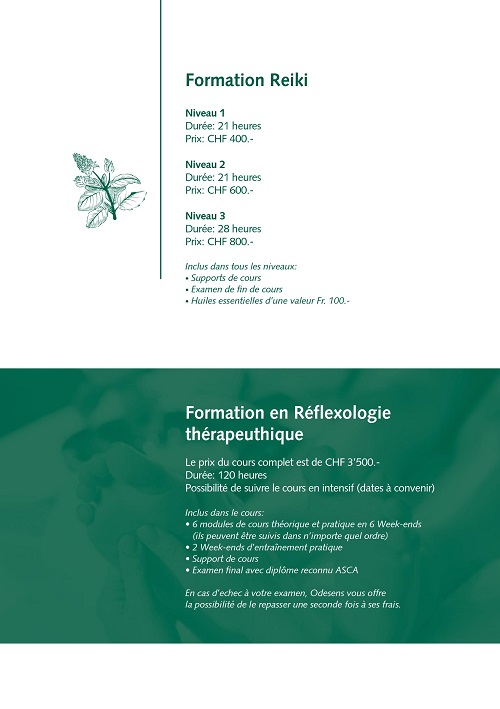 Formation Reiki
Niveau 1
Durée: 21 heures
Prix: CHF 400.-
Niveau 2
Durée: 21 heures
Prix: CHF 600.-
Niveau 3
Durée: 28 heures
Prix: CHF 800.-
Inclus dans tous les niveaux:
• Supports de cours
• Examen de fin de cours
• Huiles essentielles d'une valeur Fr. 100.-
Formation en Réflexologie
thérapeuthique
Le prix du cours complet est de CHF 3'500.-
Durée: 120 heures
Possibilité de suivre le cours en intensif (dates à convenir)
Inclus dans le cours:
• 6 modules de cours théorique et pratique en 6 Week-ends
(ils peuvent être suivis dans n'importe quel ordre)
• 2 Week-ends d'entraînement pratique
• Support de cours
• Examen final avec diplôme reconnu ASCA
En cas d'echec à votre examen, Odesens vous offre
la possibilité de le repasser une seconde fois à ses frais.